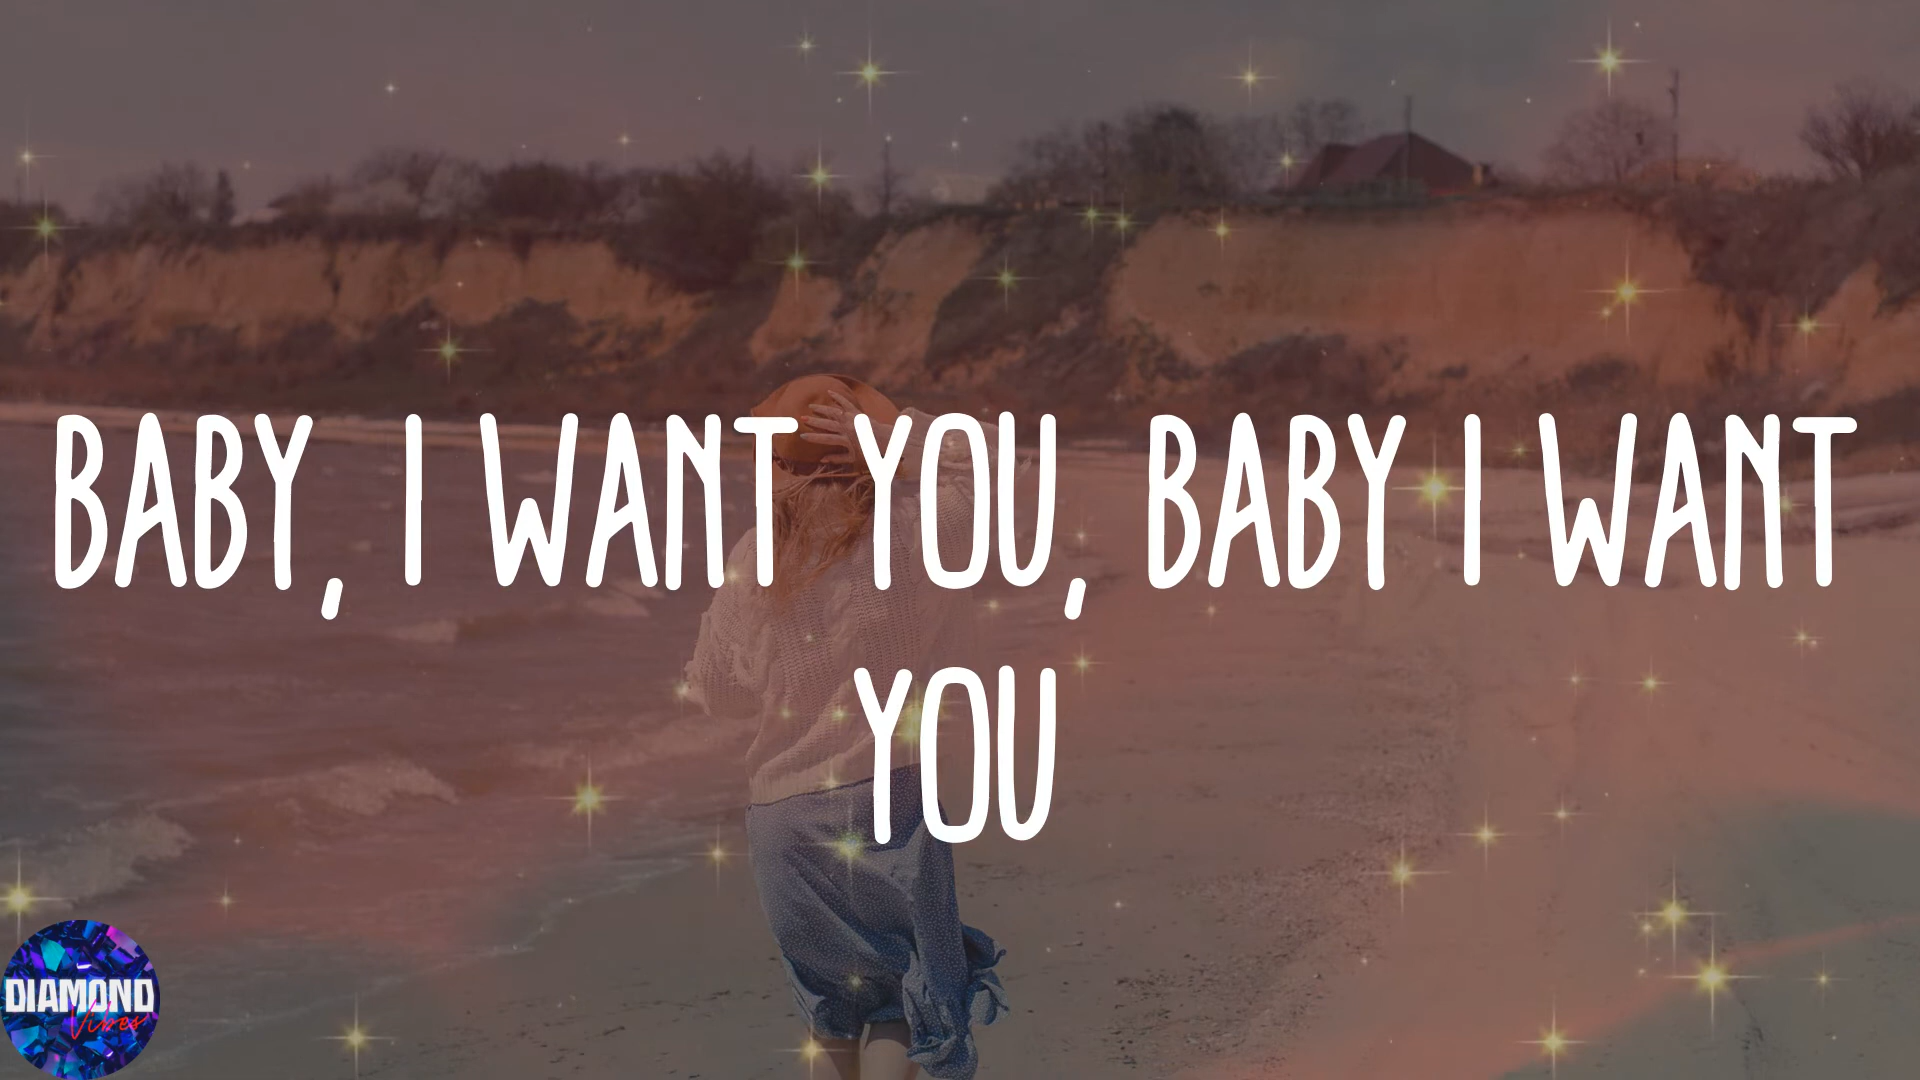 BABY, I WANT YOU, BABY I WANT
YOU
DIAMOND
Vibes